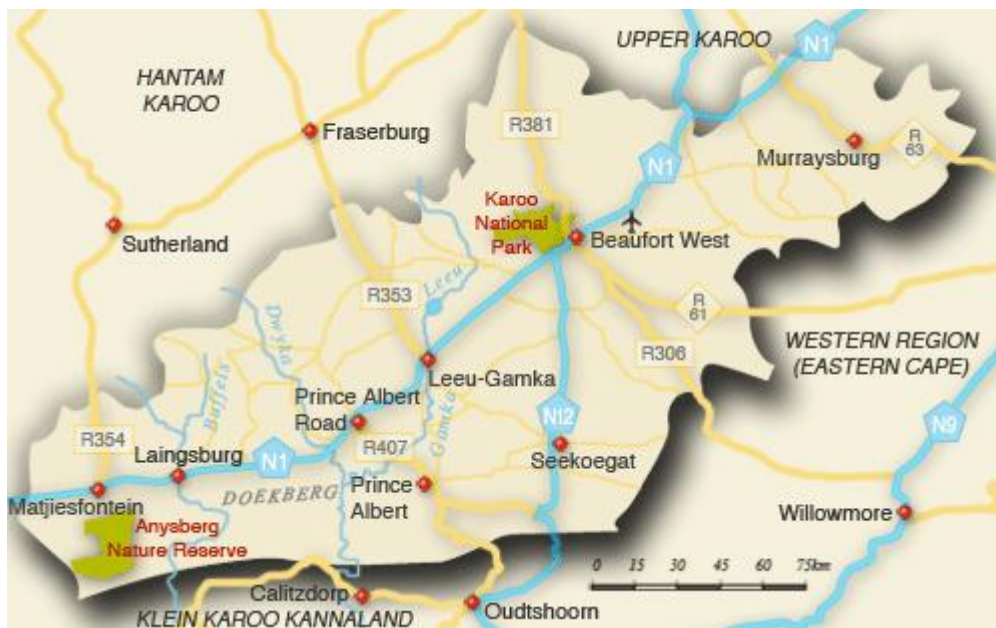 UPPER KAROO
N1
HANTAM
KAROO
R381
Fraserburg
R
63
Murraysburg
N1
Karoo
National
Park
Sutherland
Beaufort West
Leeu
R353
R
61
Dwyka
WESTERN REGION
(EASTERN CAPE)
R306
Leeu-Gamka
Buffels
Prince Albert
Road
Gamka
N12
N9
R354
R407
Laingsburg
N1
Seekoegat
Matjiesfontein
DOEKBERG
Prince
Albert
Willowmore
Anysberg
Nature Reserve
0 15 30 45 60 75km
Calitzdorp
Oudtshoorn
KLEIN KAROO KANNALAND